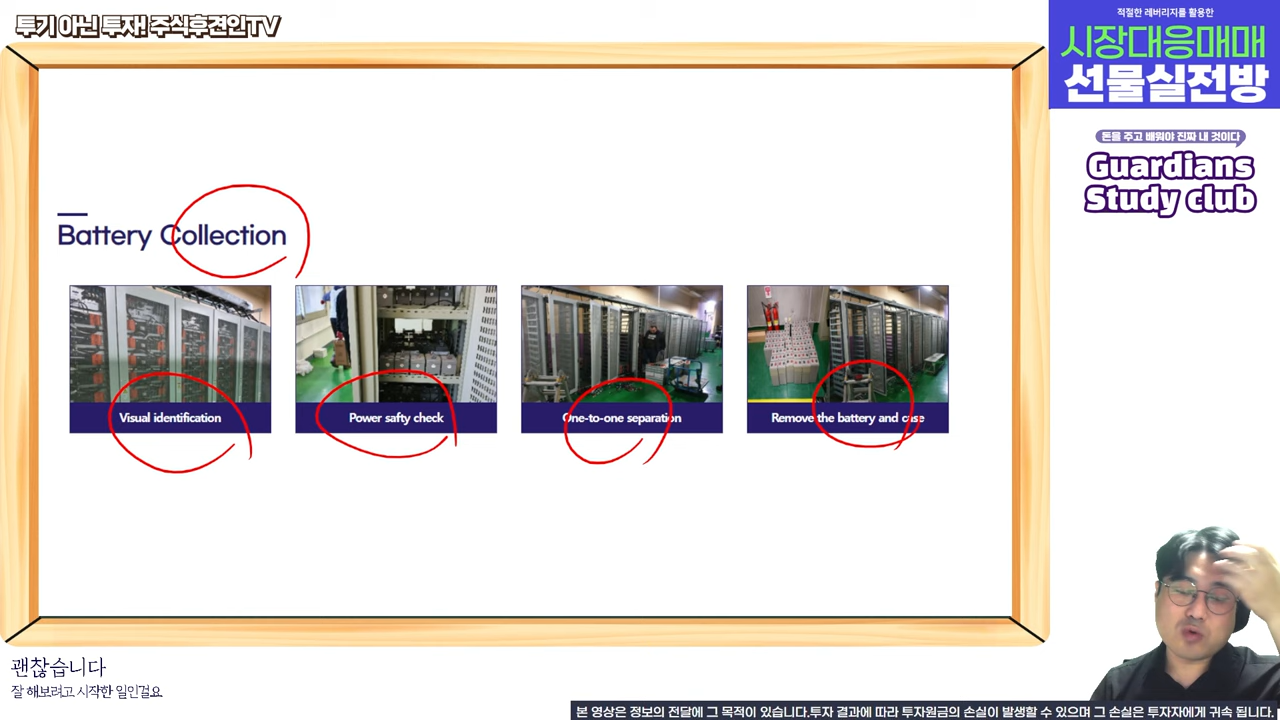 투기 아닌 투재! 주식후견인TV
적절한 레버리지를 활용한
시장대응매매
선물실전방
돈을 주고 배워야 진짜 내 것이다
Guardians
Study club
Battery Collection
Visual identification
Power safty check
One-to-one separation
Remove the battery and case
괜찮습니다
잘 해보려고 시작한 일인걸요
본 영상은 정보의 전달에 그 목적이 있습니다.투자 결과에 따라 투자원금의 손실이 발생할 수 있으며 그 손실은 투자자에게 귀속 됩니다.